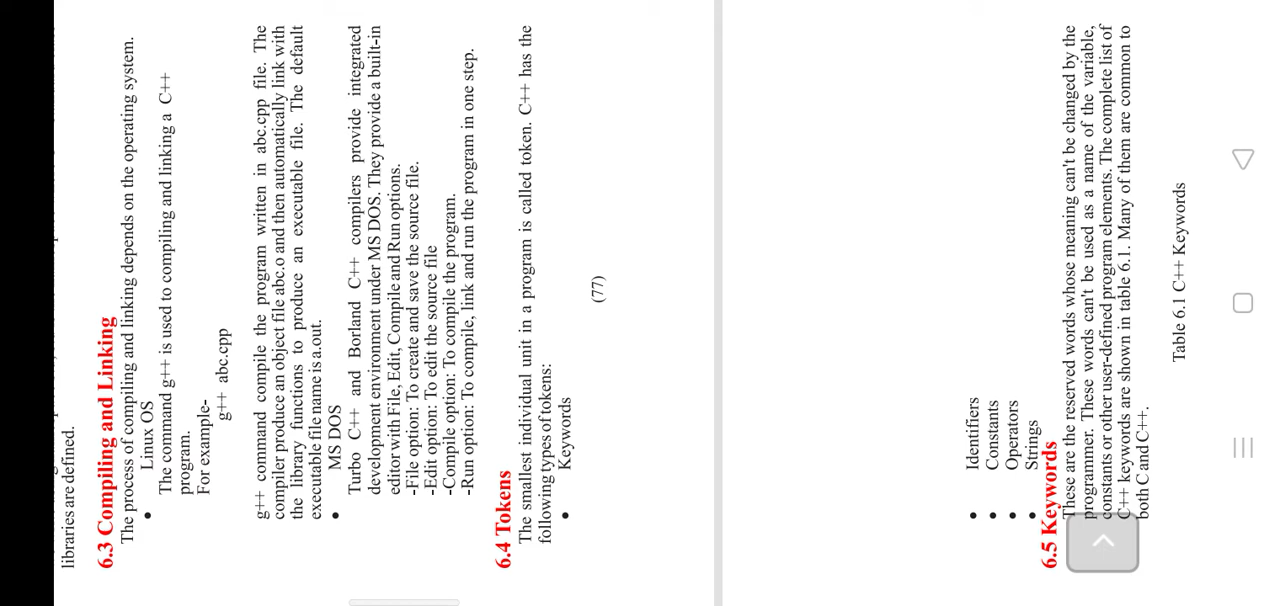 libraries are defined.
6.3 Compiling and Linking
The process of compiling and linking depends on the operating system.
• Linux OS
The command g++ is used to compiling and linking a C++
program.
For example-
g++ abc.cpp
g++ command compile the program written in abc.cpp file. The
compiler produce an object file abc.o and then automatically link with
the library functions to produce an executable file. The default
executable file name is a.out.
• MS DOS
Turbo C++ and Borland C++ compilers provide integrated
development environment under MS DOS. They provide a built-in
editor with File, Edit, Compile and Run options.
-File option: To create and save the source file.
-Edit option: To edit the source file
-Compile option: To compile the program.
-Run option: To compile, link and run the program in one step.
6.4 Tokens
The smallest individual unit in a program is called token. C++ has the
following types of tokens:
• Keywords
(77)
• Identifiers
• Constants
• Operators
• Strings
6.5 Keywords
These are the reserved words whose meaning can't be changed by the
programmer. These words can't be used as a name of the variable,
constants or other user-defined program elements. The complete list of
C++ keywords are shown in table 6.1. Many of them are common to
both C and C++.
Table 6.1 C++ Keywords